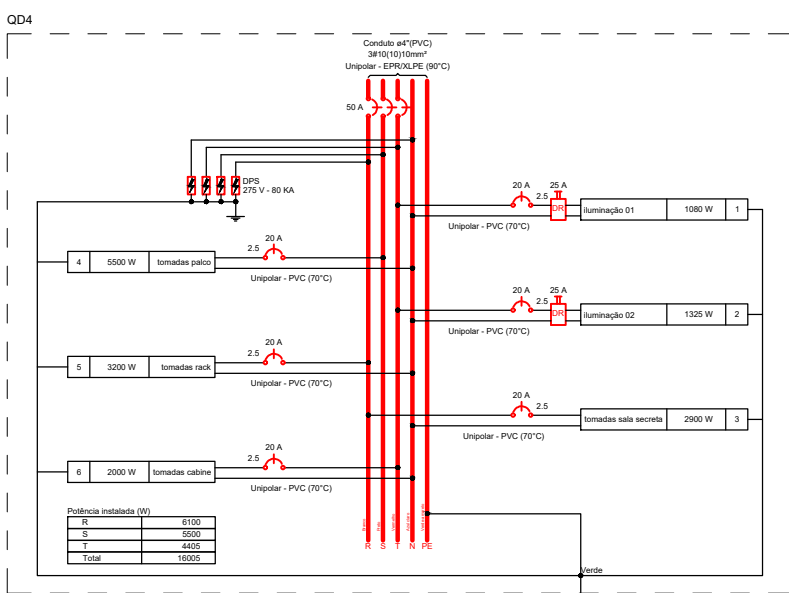 QD4
Conduto ø4"(PVC)
3#10(10)10mm²
Unipolar - EPR/XLPE (90°C)
50 A
DPS
275 V - 80 KA
20 A
2.5
25 A
DR
iluminação 01
1080 W
1
Unipolar - PVC (70°C)
20 A
2.5
4
5500 W
tomadas palco
Unipolar - PVC (70°C)
20 A
2.5
25 A
DR
iluminação 02
1325 W
2
Unipolar - PVC (70°C)
20 A
2.5
5
3200 W
tomadas rack
Unipolar - PVC (70°C)
20 A
2.5
tomadas sala secreta
2900 W
3
Unipolar - PVC (70°C)
20 A
2.5
6
2000 W
tomadas cabine
Unipolar - PVC (70°C)
Potência instalada (W)
R 6100
S 5500
T 4405
Total 16005
R S T N PE
Verde